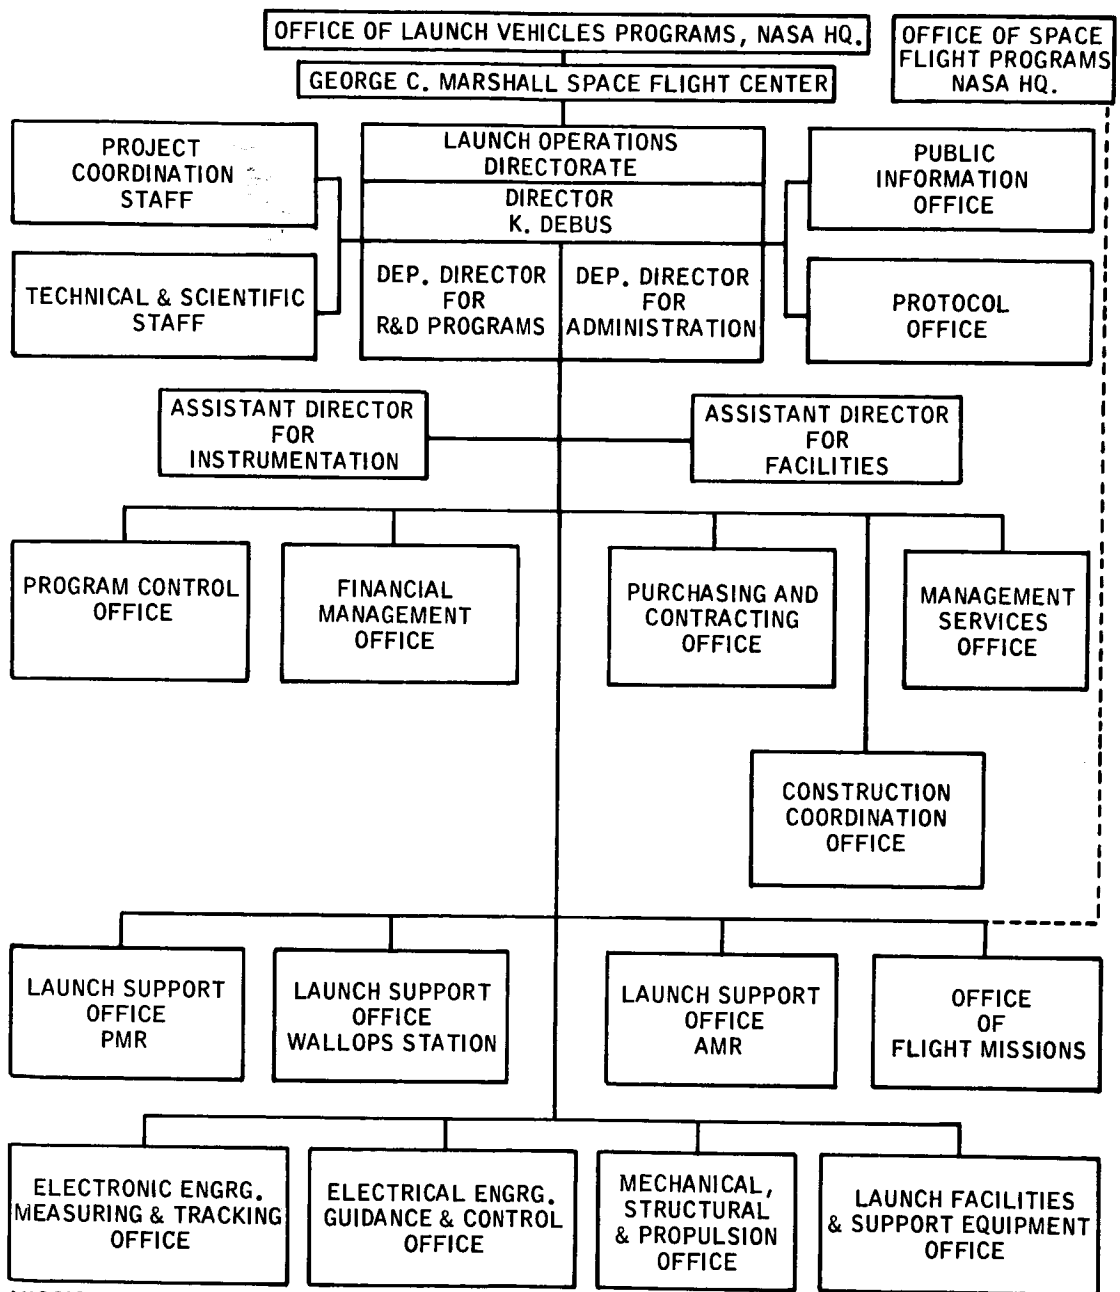 OFFICE OF LAUNCH VEHICLES PROGRAMS, NASA HQ.
OFFICE OF SPACE
FLIGHT PROGRAMS
NASA HQ.
GEORGE C. MARSHALL SPACE FLIGHT CENTER
PROJECT
COORDINATION
STAFF
LAUNCH OPERATIONS
DIRECTORATE
DIRECTOR
K. DEBUS
PUBLIC
INFORMATION
OFFICE
TECHNICAL & SCIENTIFIC
STAFF
DEP. DIRECTOR
FOR
R&D PROGRAMS
DEP. DIRECTOR
FOR
ADMINISTRATION
PROTOCOL
OFFICE
ASSISTANT DIRECTOR
FOR
INSTRUMENTATION
ASSISTANT DIRECTOR
FOR
FACILITIES
PROGRAM CONTROL
OFFICE
FINANCIAL
MANAGEMENT
OFFICE
PURCHASING AND
CONTRACTING
OFFICE
MANAGEMENT
SERVICES
OFFICE
CONSTRUCTION
COORDINATION
OFFICE
LAUNCH SUPPORT
OFFICE
PMR
LAUNCH SUPPORT
OFFICE
WALLOPS STATION
LAUNCH SUPPORT
OFFICE
AMR
OFFICE
OF
FLIGHT MISSIONS
ELECTRONIC ENGRG.
MEASURING & TRACKING
OFFICE
ELECTRICAL ENGRG.
GUIDANCE & CONTROL
OFFICE
MECHANICAL,
STRUCTURAL
& PROPULSION
OFFICE
LAUNCH FACILITIES
& SUPPORT EQUIPMENT
OFFICE